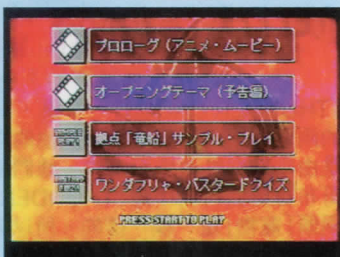 プロローグ(アニメ・ムービー)
オープニングテーマ(予告編)
拠点「竜船」サンプル・プレイ
ワンダフリャ・バスタードクイズ
PRESS START TO PLAY